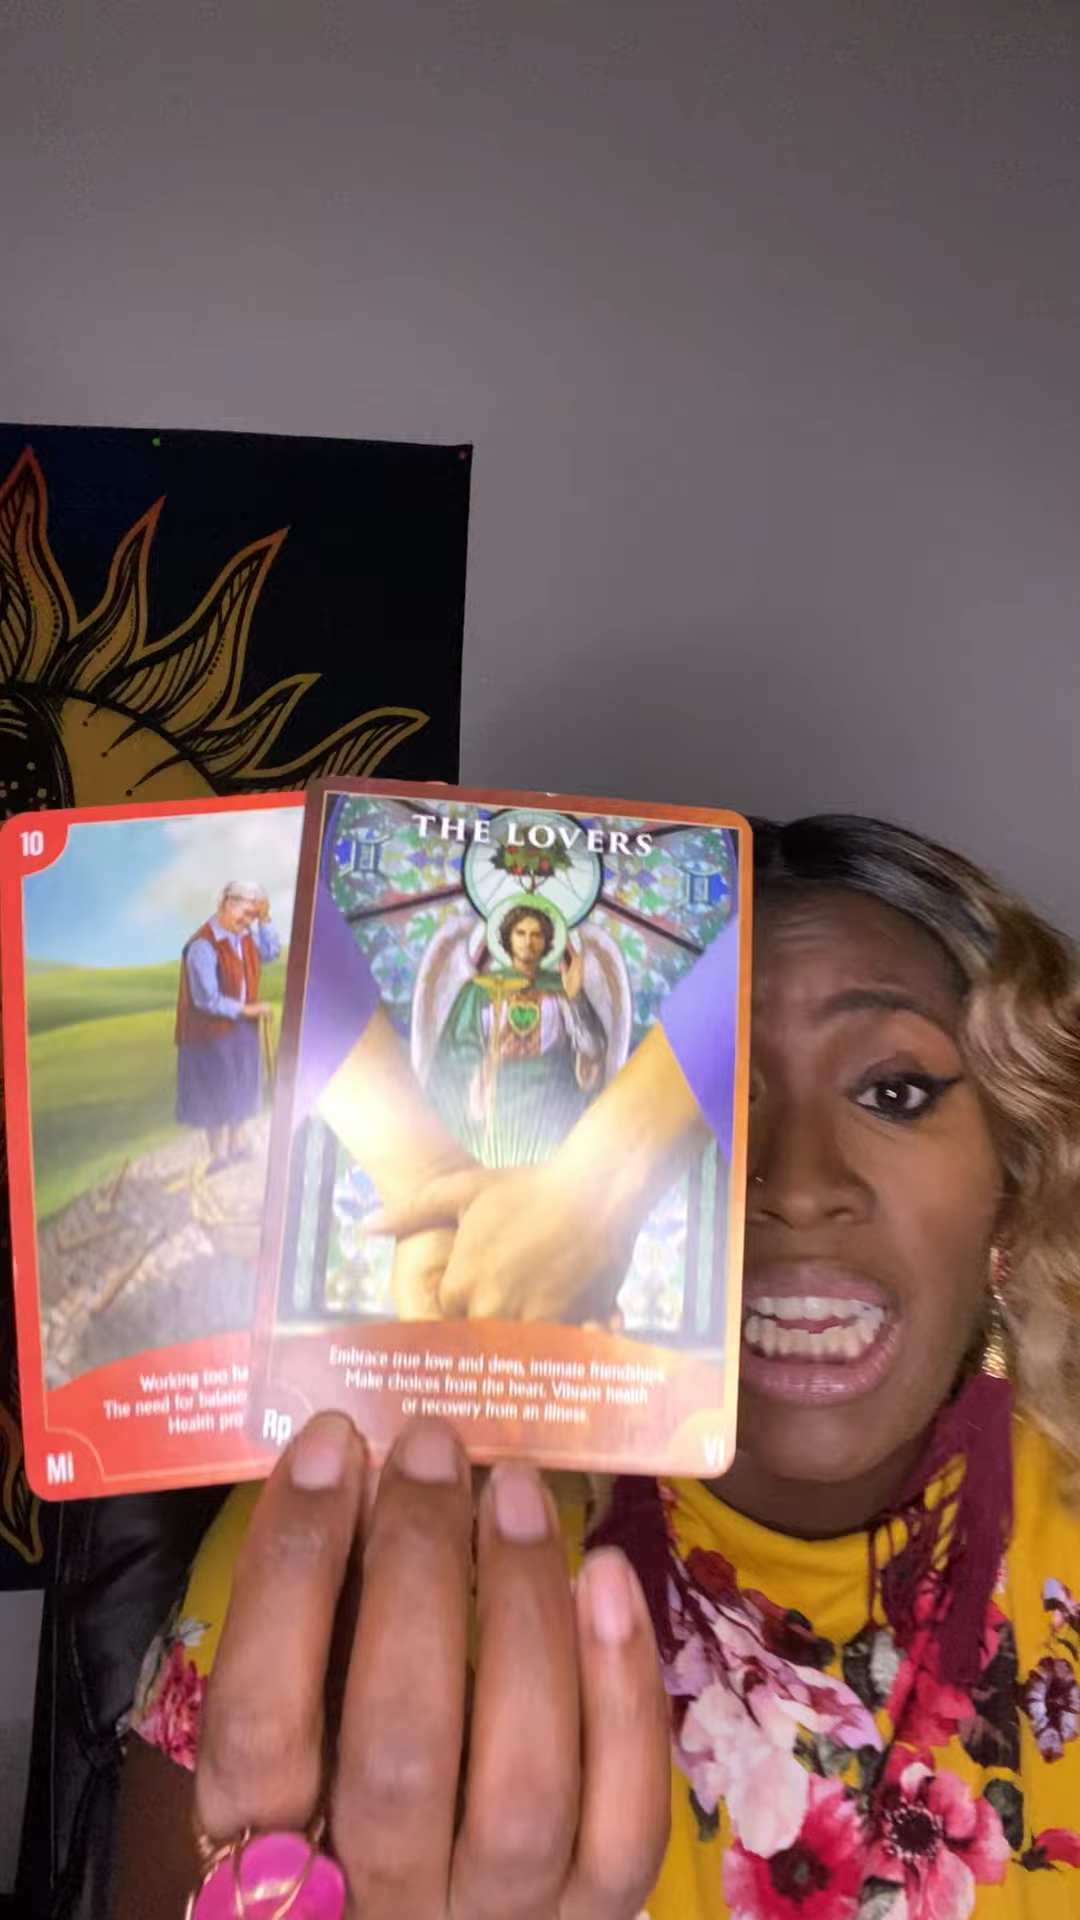 10
THE LOVERS
Working too ha
The need for balanc
Health pro
Mi
Embrace true love and deep, intimate friendships.
Make choices from the heart. Vibrant health
or recovery from an illness.
Rp
VI